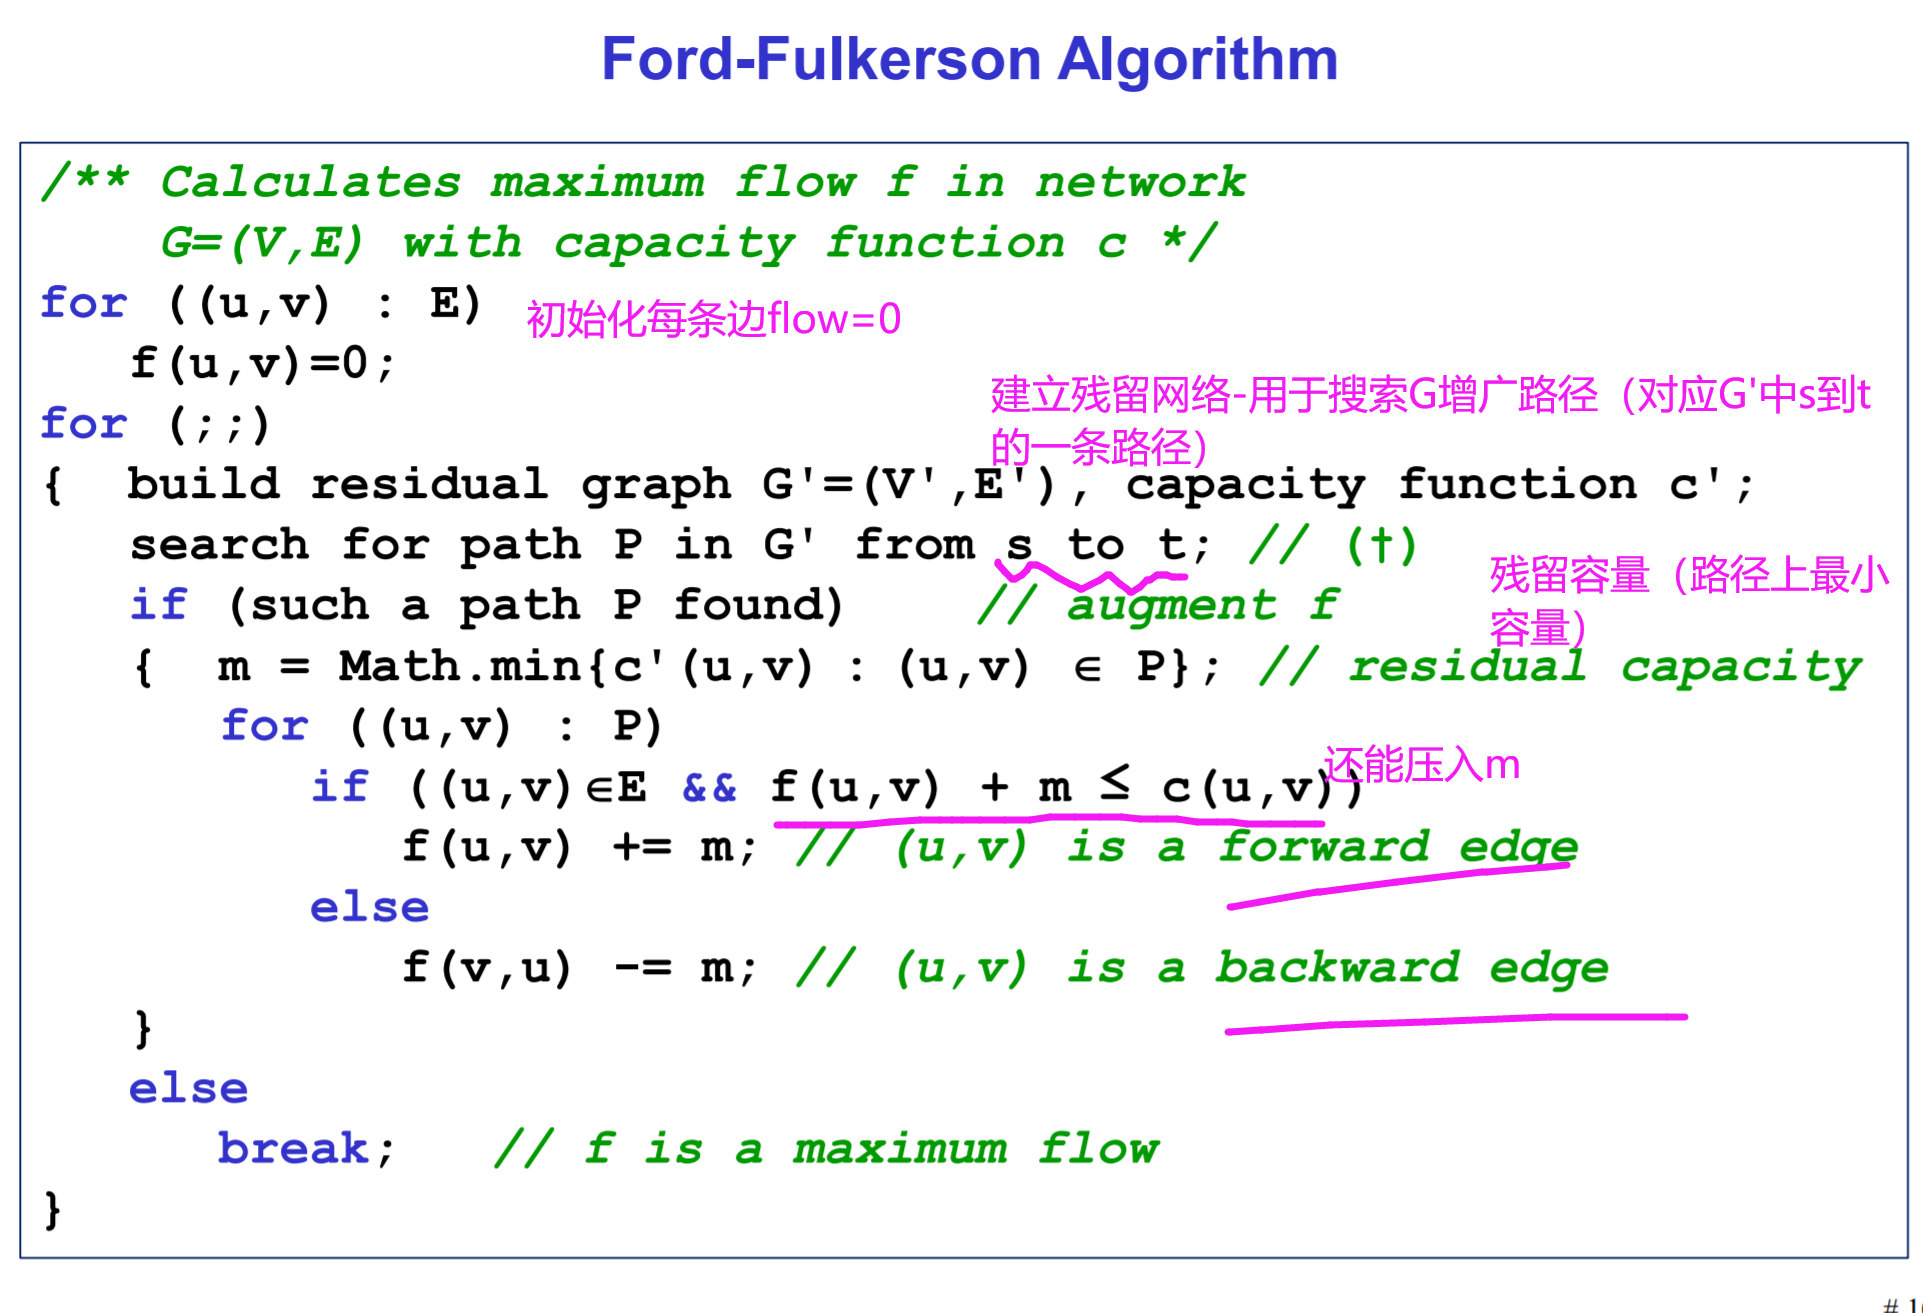 Ford-Fulkerson Algorithm
/** Calculates maximum flow f in network
G=(V,E) with capacity function c */
for ((u,v) : E)
初始化每条边flow=0
f(u,v)=0;
建立残留网络-用于搜索G增广路径（对应G'中s到t
的一条路径）
for (;;)
{ build residual graph G'=(V',E'), capacity function c';
search for path P in G' from s to t; // (†)
残留容量（路径上最小
容量）
if (such a path P found) // augment f
{ m = Math.min{c'(u,v) : (u,v) ∈ P}; // residual capacity
for ((u,v) : P)
还能压入m
if ((u,v)∈E && f(u,v) + m ≤ c(u,v))
f(u,v) += m; // (u,v) is a forward edge
else
f(v,u) -= m; // (u,v) is a backward edge
}
else
break; // f is a maximum flow
}